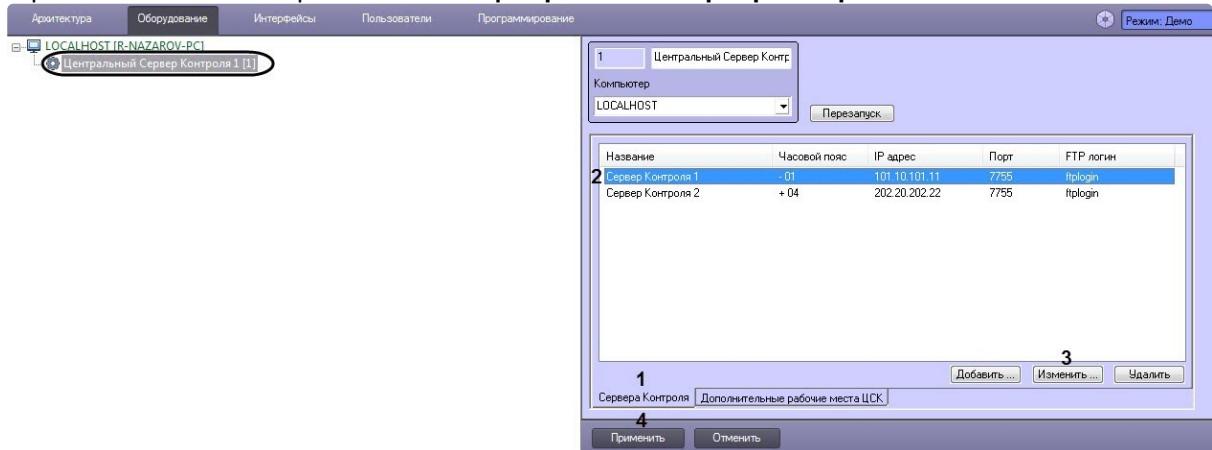 Архитектура Оборудование Интерфейсы Пользователи Программирование Режим: Демо
LOCALHOST [R-NAZAROV-PC]
Центральный Сервер Контроля 1 [1]
1 Центральный Сервер Контр
Компьютер
LOCALHOST
Перезапуск
Название Часовой пояс IP адрес Порт FTP логин
2 Сервер Контроля 1 - 01 101.10.101.11 7755 ftplogin
Сервер Контроля 2 + 04 202.20.202.22 7755 ftplogin
3
Добавить ... Изменить ... Удалить
1
Сервера Контроля Дополнительные рабочие места ЦСК
4
Применить Отменить